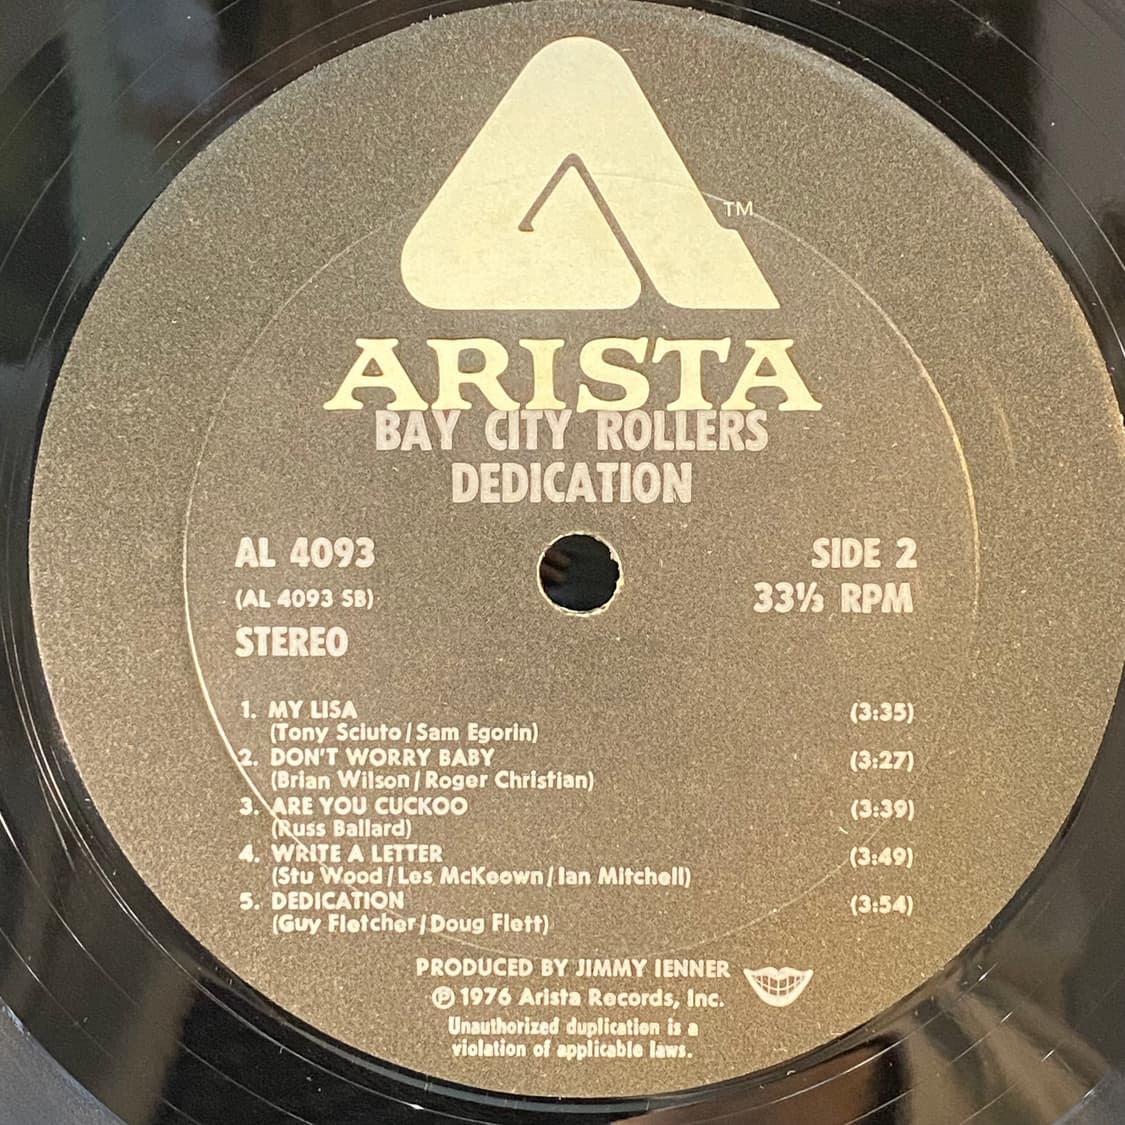 TM
ARISTA
BAY CITY ROLLERS
DEDICATION
AL 4093
SIDE 2
(AL 4093 SB)
33⅓ RPM
STEREO
1. MY LISA (3:35)
(Tony Sciuto/Sam Egorin)
2. DON'T WORRY BABY (3:27)
(Brian Wilson/Roger Christian)
3. ARE YOU CUCKOO (3:39)
(Russ Ballard)
4. WRITE A LETTER (3:49)
(Stu Wood/Les McKeown/Ian Mitchell)
5. DEDICATION (3:54)
(Guy Fletcher/Doug Flett)
PRODUCED BY JIMMY IENNER
℗ 1976 Arista Records, Inc.
Unauthorized duplication is a
violation of applicable laws.